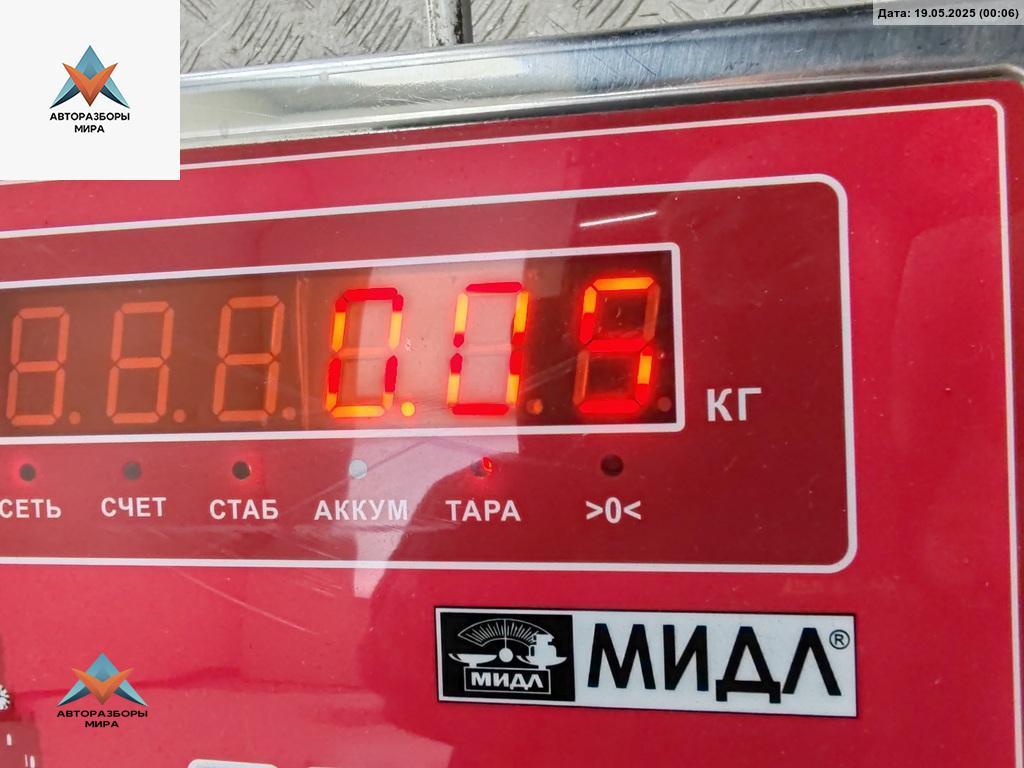 Дата: 19.05.2025 (00:06)
АВТОРАЗБОРЫ
МИРА
0.05
КГ
СЕТЬ СЧЕТ СТАБ АККУМ ТАРА >0<
МИДЛ
МИДЛ®
АВТОРАЗБОРЫ
МИРА